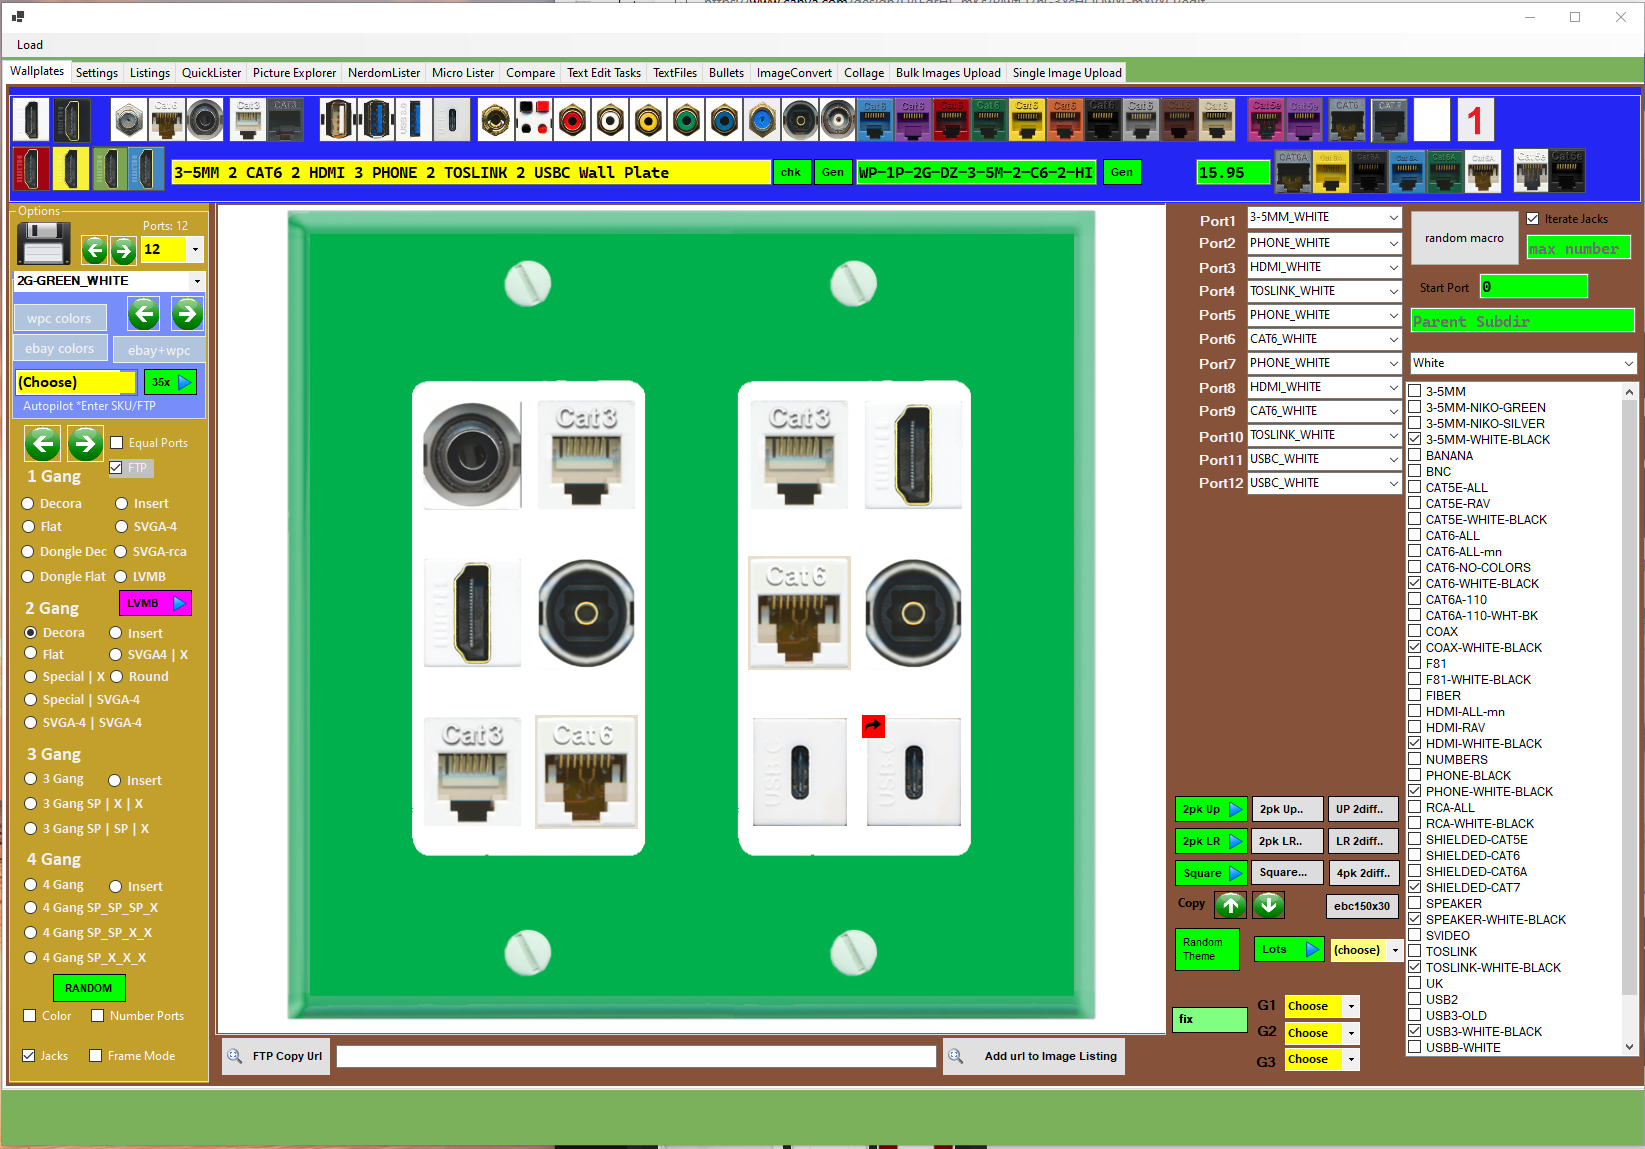 Load
Wallplates Settings Listings QuickLister Picture Explorer NerdomLister Micro Lister Compare Text Edit Tasks TextFiles Bullets ImageConvert Collage Bulk Images Upload Single Image Upload
Cat6 Cat3 CAT3 Cat6 Cat6 Cat6 Cat6 Cat6 Cat6 Cat6 Cat6 Cat6 Cat6 Cat5e Cat5e CAT6 CAT7 1
3-5MM 2 CAT6 2 HDMI 3 PHONE 2 TOSLINK 2 USBC Wall Plate chk Gen WP-1P-2G-DZ-3-5M-2-C6-2-HI Gen 15.95 CAT6A
Options
Ports: 12
12
2G-GREEN_WHITE
wpc colors
ebay colors ebay+wpc
(Choose) 35x
Autopilot *Enter SKU/FTP
Equal Ports
FTP
1 Gang
Decora Insert
Flat SVGA-4
Dongle Dec SVGA-rca
Dongle Flat LVMB
2 Gang LVMB
Decora Insert
Flat SVGA4 | X
Special | X Round
Special | SVGA-4
SVGA-4 | SVGA-4
3 Gang
3 Gang Insert
3 Gang SP | X | X
3 Gang SP | SP | X
4 Gang
4 Gang Insert
4 Gang SP_SP_SP_X
4 Gang SP_SP_X_X
4 Gang SP_X_X_X
RANDOM
Color Number Ports
Jacks Frame Mode
Cat3 Cat3 HDMI
HDMI Cat6
Cat3 Cat6 USB C USB C
FTP Copy Url Add url to Image Listing
Port1 3-5MM_WHITE
Port2 PHONE_WHITE
Port3 HDMI_WHITE
Port4 TOSLINK_WHITE
Port5 PHONE_WHITE
Port6 CAT6_WHITE
Port7 PHONE_WHITE
Port8 HDMI_WHITE
Port9 CAT6_WHITE
Port10 TOSLINK_WHITE
Port11 USBC_WHITE
Port12 USBC_WHITE
2pk Up 2pk Up.. UP 2diff..
2pk LR 2pk LR.. LR 2diff..
Square Square... 4pk 2diff..
Copy ebc150x30
Random
Theme
Lots (choose)
fix
G1 Choose
G2 Choose
G3 Choose
random macro
Iterate Jacks
max number
Start Port 0
Parent Subdir
White
3-5MM
3-5MM-NIKO-GREEN
3-5MM-NIKO-SILVER
3-5MM-WHITE-BLACK
BANANA
BNC
CAT5E-ALL
CAT5E-RAV
CAT5E-WHITE-BLACK
CAT6-ALL
CAT6-ALL-mn
CAT6-NO-COLORS
CAT6-WHITE-BLACK
CAT6A-110
CAT6A-110-WHT-BK
COAX
COAX-WHITE-BLACK
F81
F81-WHITE-BLACK
FIBER
HDMI-ALL-mn
HDMI-RAV
HDMI-WHITE-BLACK
NUMBERS
PHONE-BLACK
PHONE-WHITE-BLACK
RCA-ALL
RCA-WHITE-BLACK
SHIELDED-CAT5E
SHIELDED-CAT6
SHIELDED-CAT6A
SHIELDED-CAT7
SPEAKER
SPEAKER-WHITE-BLACK
SVIDEO
TOSLINK
TOSLINK-WHITE-BLACK
UK
USB2
USB3-OLD
USB3-WHITE-BLACK
USBB-WHITE